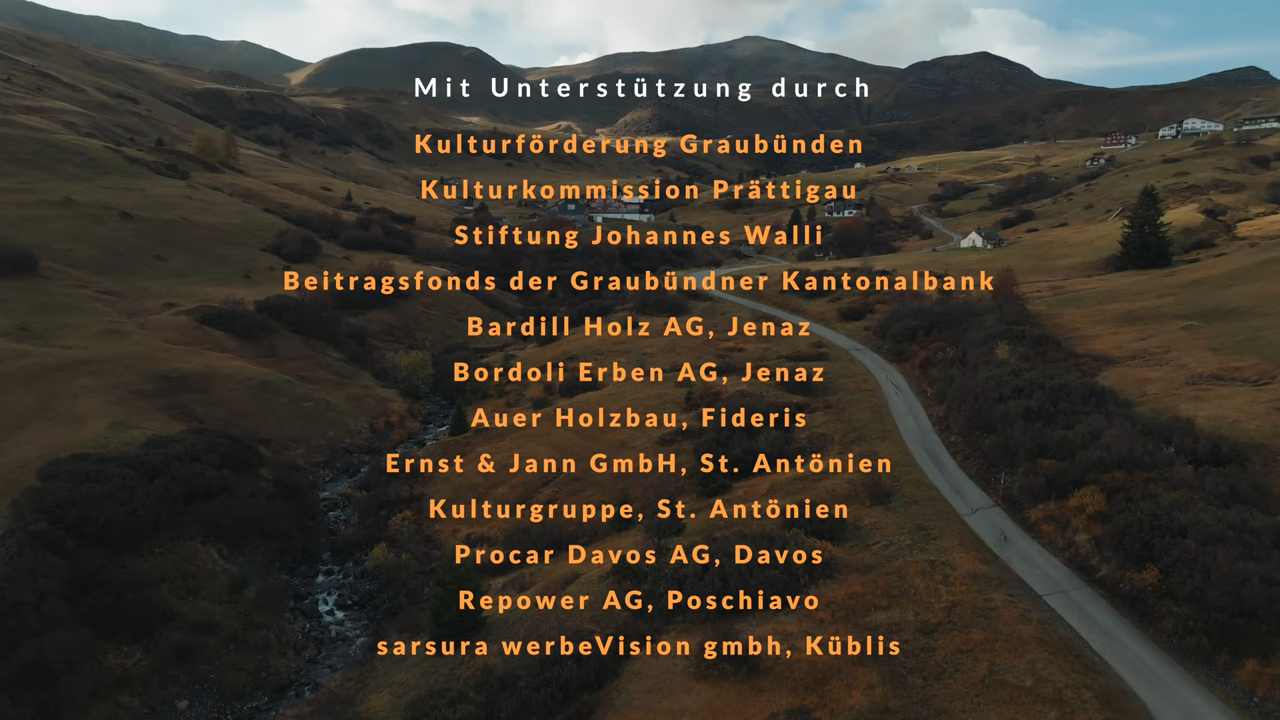 Mit Unterstützung durch
Kulturförderung Graubünden
Kulturkommission Prättigau
Stiftung Johannes Walli
Beitragsfonds der Graubündner Kantonalbank
Bardill Holz AG, Jenaz
Bordoli Erben AG, Jenaz
Auer Holzbau, Fideris
Ernst & Jann GmbH, St. Antönien
Kulturgruppe, St. Antönien
Procar Davos AG, Davos
Repower AG, Poschiavo
sarsura werbeVision gmbh, Küblis